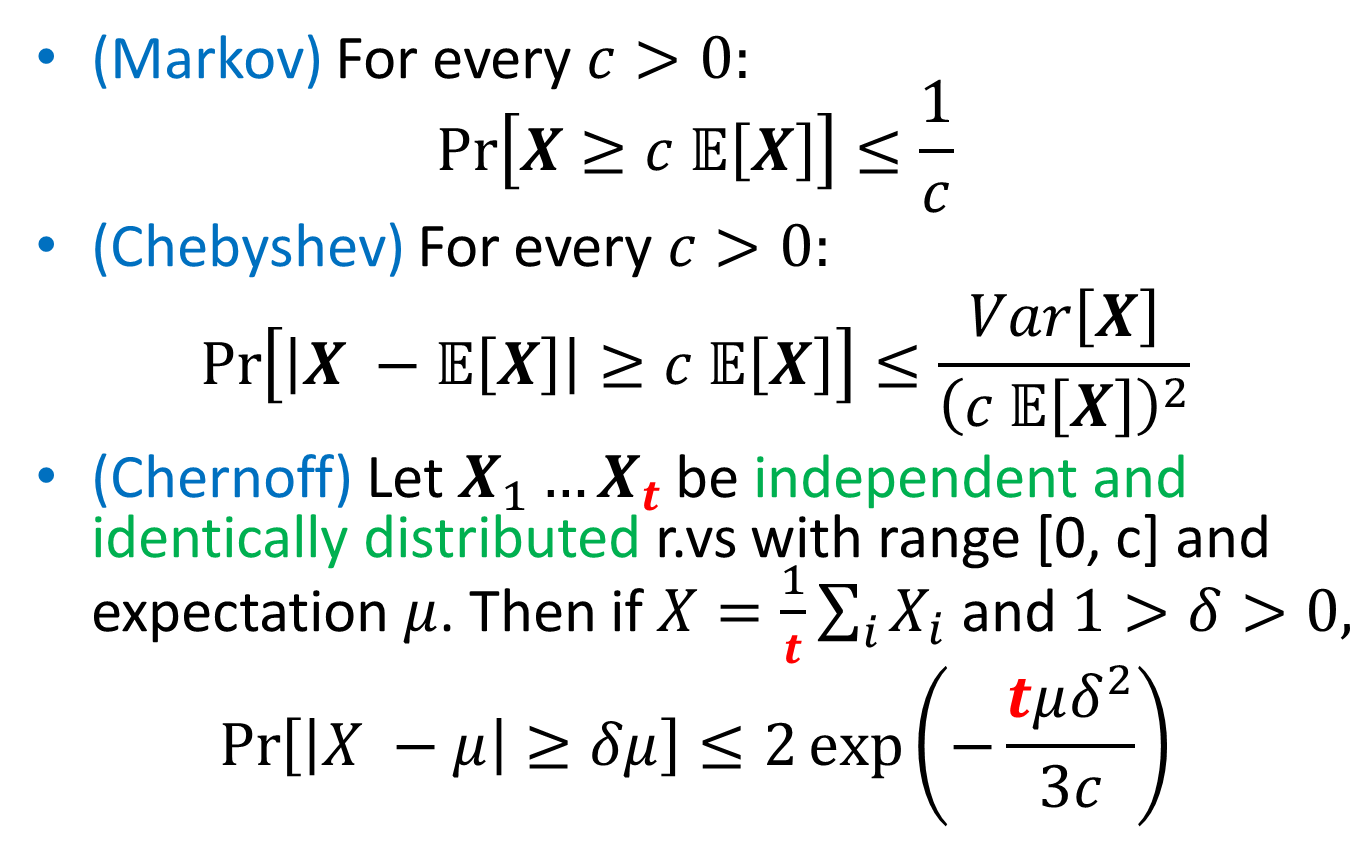 • (Markov) For every c > 0:
Pr[X ≥ c 𝔼[X]] ≤ 1/c
• (Chebyshev) For every c > 0:
Pr[|X − 𝔼[X]| ≥ c 𝔼[X]] ≤ Var[X]/(c 𝔼[X])²
• (Chernoff) Let X₁ … Xₜ be independent and
identically distributed r.vs with range [0, c] and
expectation μ. Then if X = 1/t ∑ᵢ Xᵢ and 1 > δ > 0,
Pr[|X − μ| ≥ δμ] ≤ 2 exp(−tμδ²/3c)